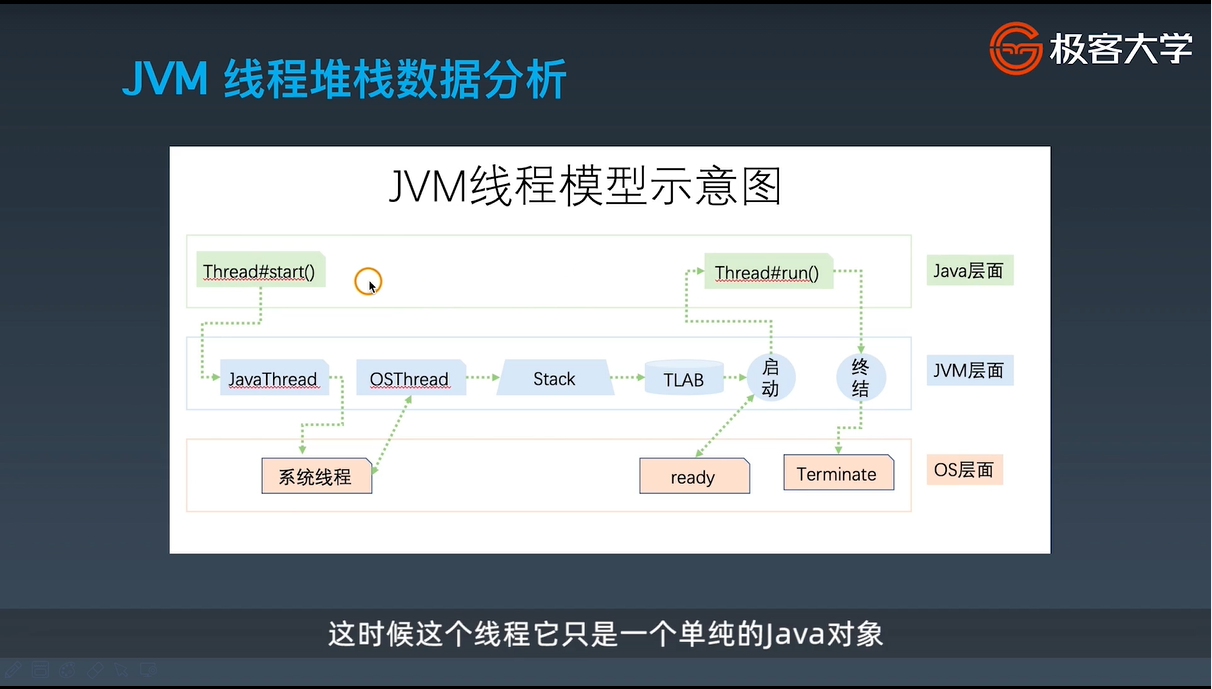 极客大学
JVM 线程堆栈数据分析
JVM线程模型示意图
Thread#start()
Thread#run()
Java层面
JavaThread
OSThread
Stack
TLAB
启动
终结
JVM层面
系统线程
ready
Terminate
OS层面
这时候这个线程它只是一个单纯的Java对象